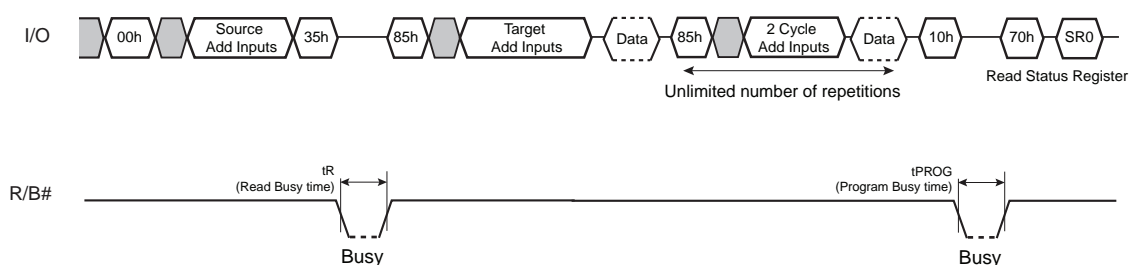 I/O
00h
Source
Add Inputs
35h
85h
Target
Add Inputs
Data
85h
2 Cycle
Add Inputs
Data
10h
70h
SR0
Unlimited number of repetitions
Read Status Register
R/B#
tR
(Read Busy time)
Busy
tPROG
(Program Busy time)
Busy